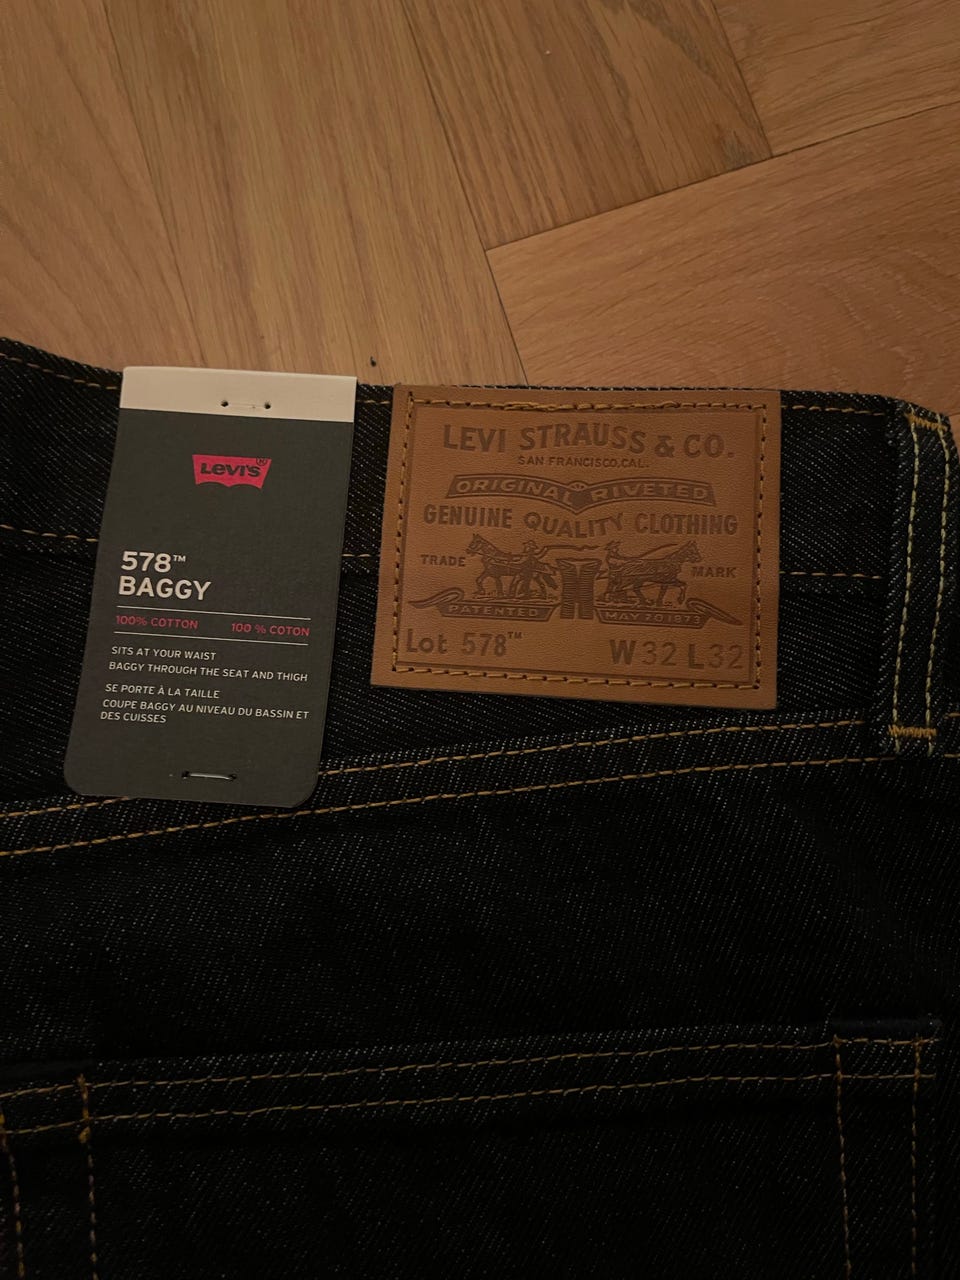 LEVI'S®
578™
BAGGY
100% COTTON 100 % COTON
SITS AT YOUR WAIST
BAGGY THROUGH THE SEAT AND THIGH
SE PORTE À LA TAILLE
COUPE BAGGY AU NIVEAU DU BASSIN ET
DES CUISSES
LEVI STRAUSS & CO.
SAN FRANCISCO,CAL.
ORIGINAL RIVETED
GENUINE QUALITY CLOTHING
TRADE MARK
PATENTED MAY 20 1873
Lot 578™ W 32 L 32